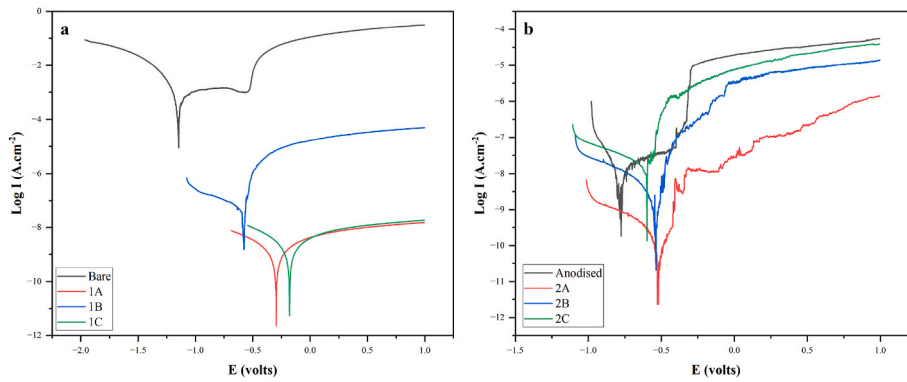 a
0
-2
-4
-6
-8
-10
-12
Log I (A.cm⁻²)
Bare
1A
1B
1C
-2.0 -1.5 -1.0 -0.5 0.0 0.5 1.0
E (volts)
b
-4
-5
-6
-7
-8
-9
-10
-11
-12
Log I (A.cm⁻²)
Anodised
2A
2B
2C
-1.5 -1.0 -0.5 0.0 0.5 1.0
E (volts)